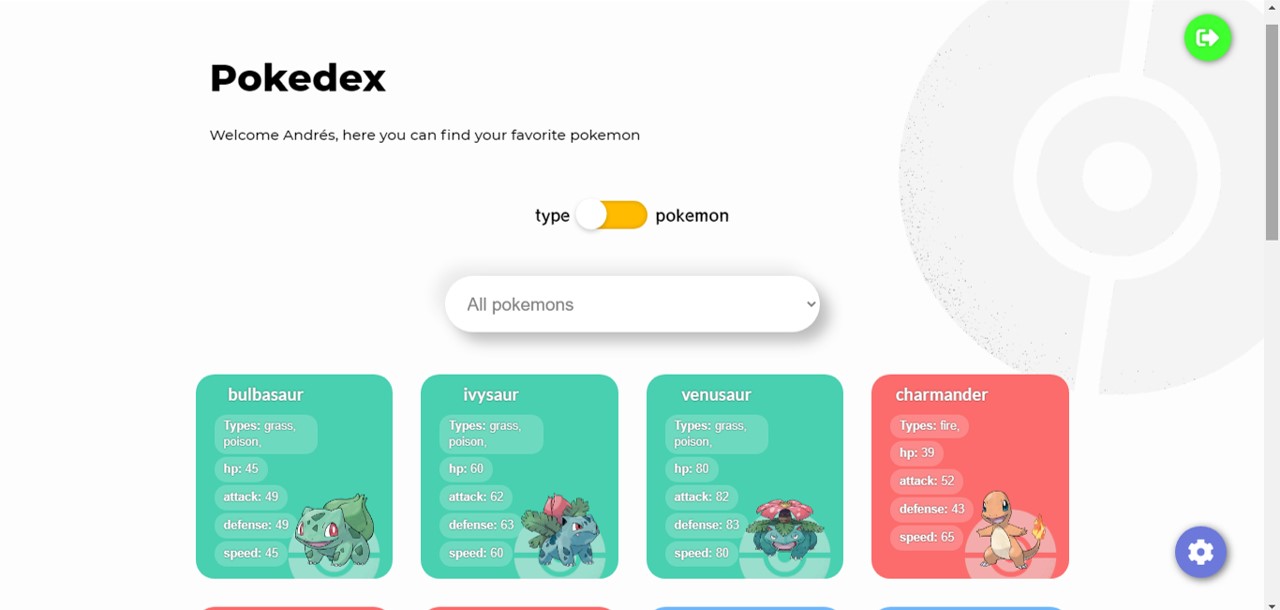 Pokedex
Welcome Andrés, here you can find your favorite pokemon
type pokemon
All pokemons
bulbasaur
Types: grass,
poison,
hp: 45
attack: 49
defense: 49
speed: 45
ivysaur
Types: grass,
poison,
hp: 60
attack: 62
defense: 63
speed: 60
venusaur
Types: grass,
poison,
hp: 80
attack: 82
defense: 83
speed: 80
charmander
Types: fire,
hp: 39
attack: 52
defense: 43
speed: 65